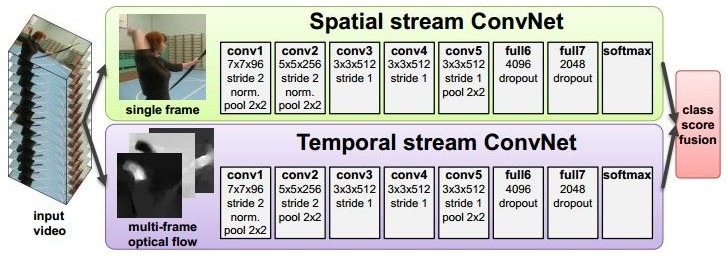 Spatial stream ConvNet
conv1
7x7x96
stride 2
norm.
pool 2x2
conv2
5x5x256
stride 2
norm.
pool 2x2
conv3
3x3x512
stride 1
conv4
3x3x512
stride 1
conv5
3x3x512
stride 1
pool 2x2
full6
4096
dropout
full7
2048
dropout
softmax
single frame
Temporal stream ConvNet
conv1
7x7x96
stride 2
norm.
pool 2x2
conv2
5x5x256
stride 2
pool 2x2
conv3
3x3x512
stride 1
conv4
3x3x512
stride 1
conv5
3x3x512
stride 1
pool 2x2
full6
4096
dropout
full7
2048
dropout
softmax
multi-frame
optical flow
input
video
class
score
fusion